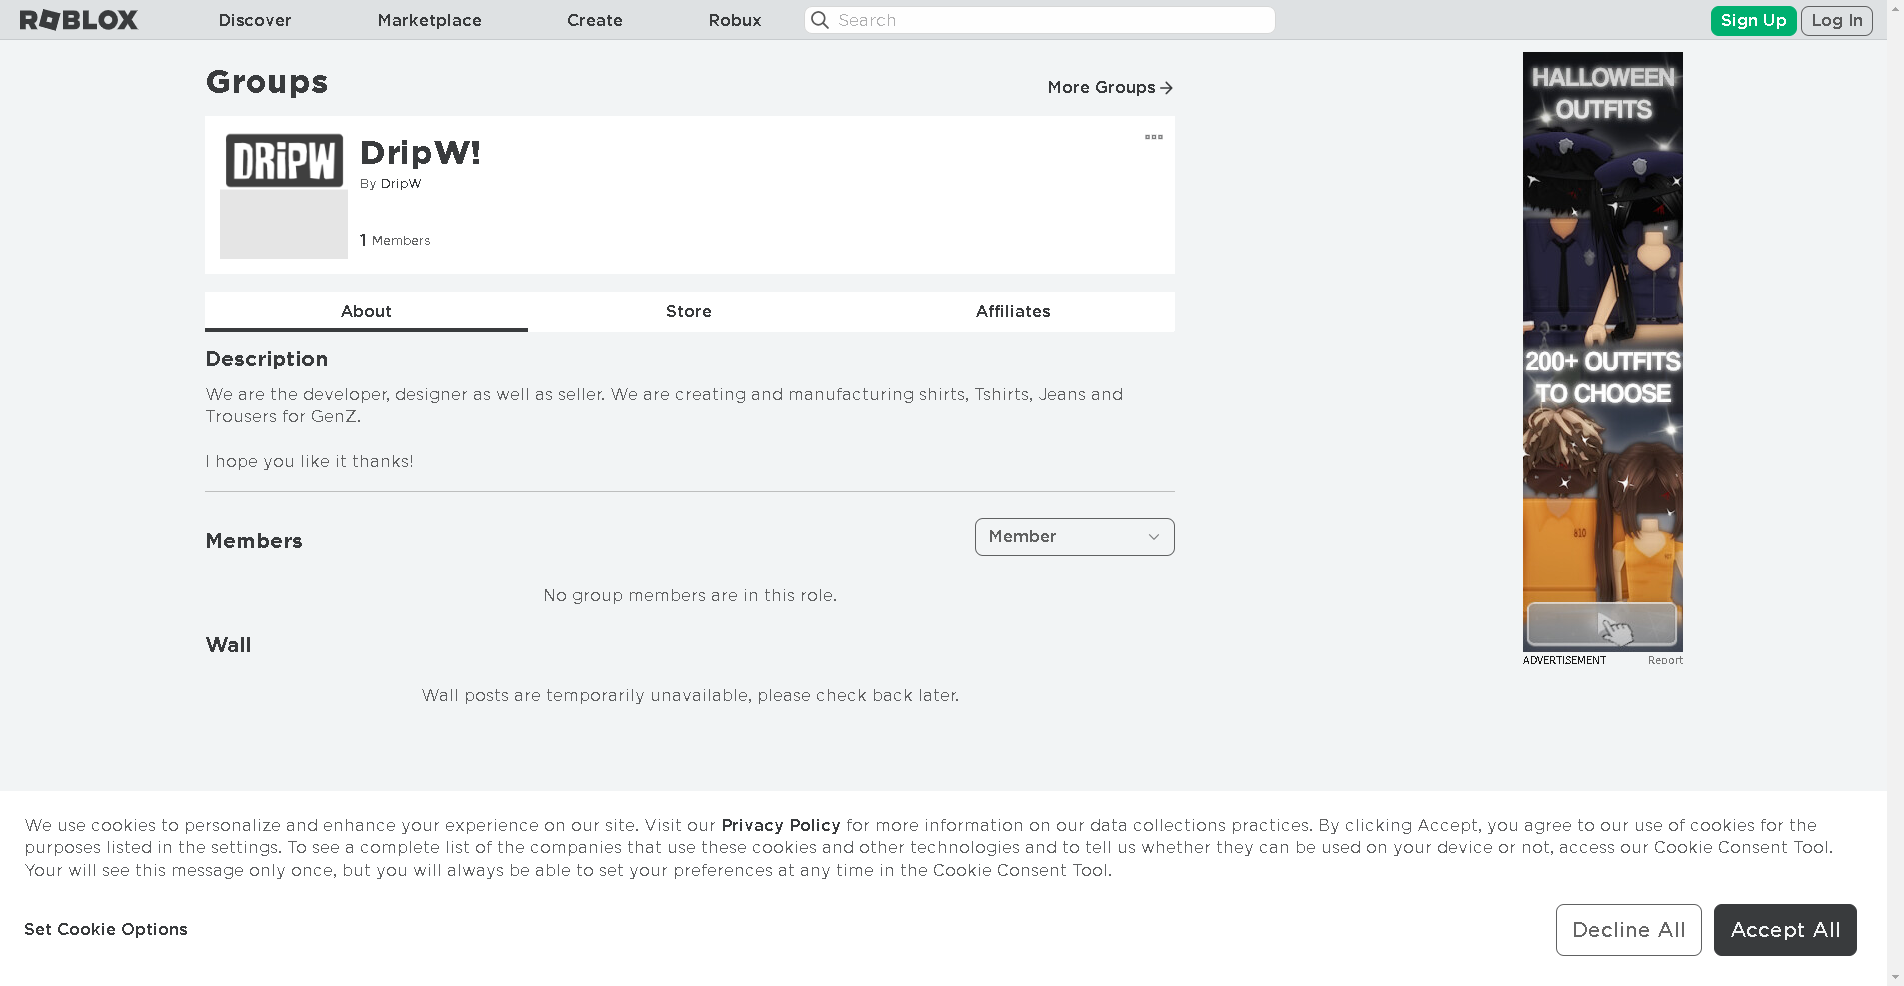 ROBLOX
Discover
Marketplace
Create
Robux
Search
Sign Up
Log In
Groups
More Groups
DRiPW
DripW!
By DripW
1 Members
About
Store
Affiliates
Description
We are the developer, designer as well as seller. We are creating and manufacturing shirts, Tshirts, Jeans and
Trousers for GenZ.
I hope you like it thanks!
Members
Member
No group members are in this role.
Wall
Wall posts are temporarily unavailable, please check back later.
HALLOWEEN
OUTFITS
200+ OUTFITS
TO CHOOSE
810
ADVERTISEMENT
Report
We use cookies to personalize and enhance your experience on our site. Visit our Privacy Policy for more information on our data collections practices. By clicking Accept, you agree to our use of cookies for the
purposes listed in the settings. To see a complete list of the companies that use these cookies and other technologies and to tell us whether they can be used on your device or not, access our Cookie Consent Tool.
Your will see this message only once, but you will always be able to set your preferences at any time in the Cookie Consent Tool.
Set Cookie Options
Decline All
Accept All